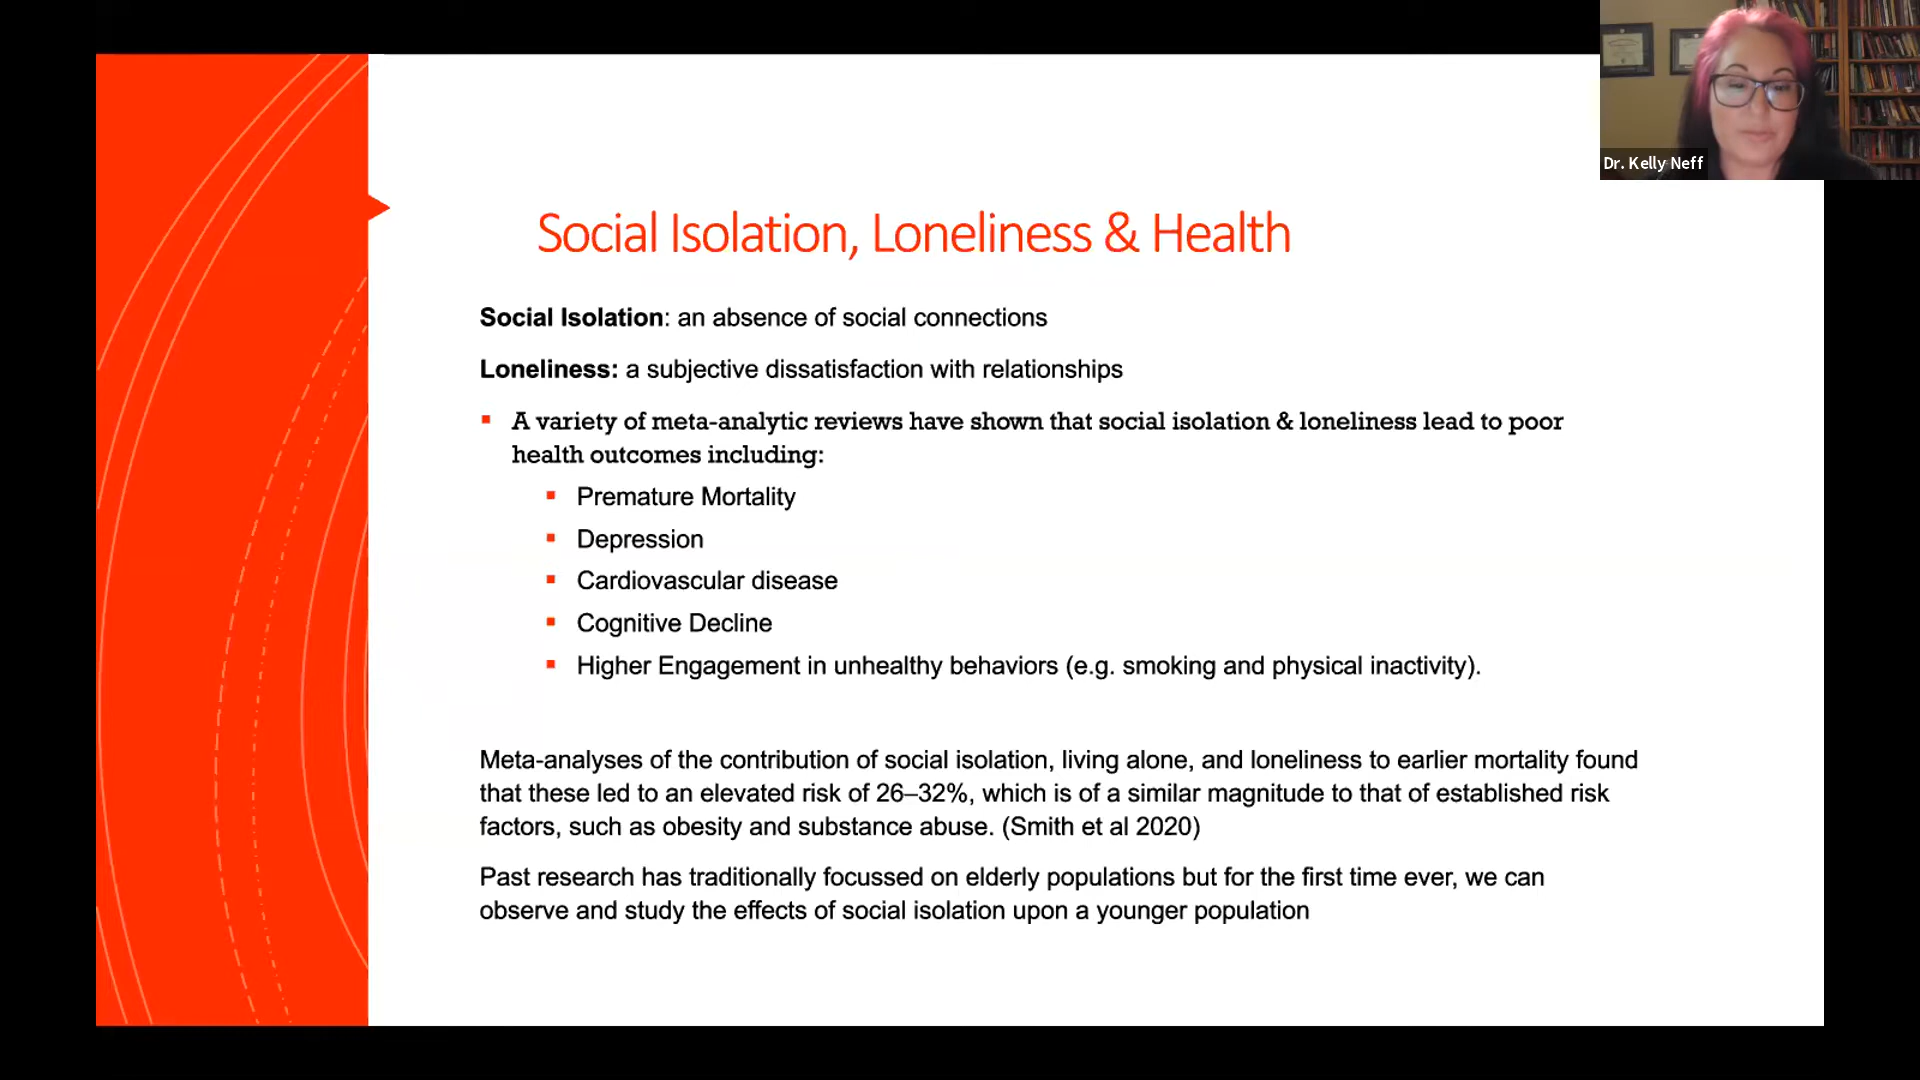 Dr. Kelly Neff
Social Isolation, Loneliness & Health
Social Isolation: an absence of social connections
Loneliness: a subjective dissatisfaction with relationships
A variety of meta-analytic reviews have shown that social isolation & loneliness lead to poor
health outcomes including:
Premature Mortality
Depression
Cardiovascular disease
Cognitive Decline
Higher Engagement in unhealthy behaviors (e.g. smoking and physical inactivity).
Meta-analyses of the contribution of social isolation, living alone, and loneliness to earlier mortality found
that these led to an elevated risk of 26–32%, which is of a similar magnitude to that of established risk
factors, such as obesity and substance abuse. (Smith et al 2020)
Past research has traditionally focussed on elderly populations but for the first time ever, we can
observe and study the effects of social isolation upon a younger population